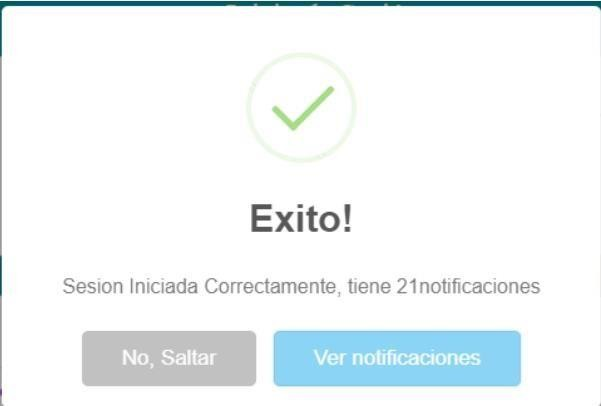 Exito!
Sesion Iniciada Correctamente, tiene 21notificaciones
No, Saltar
Ver notificaciones